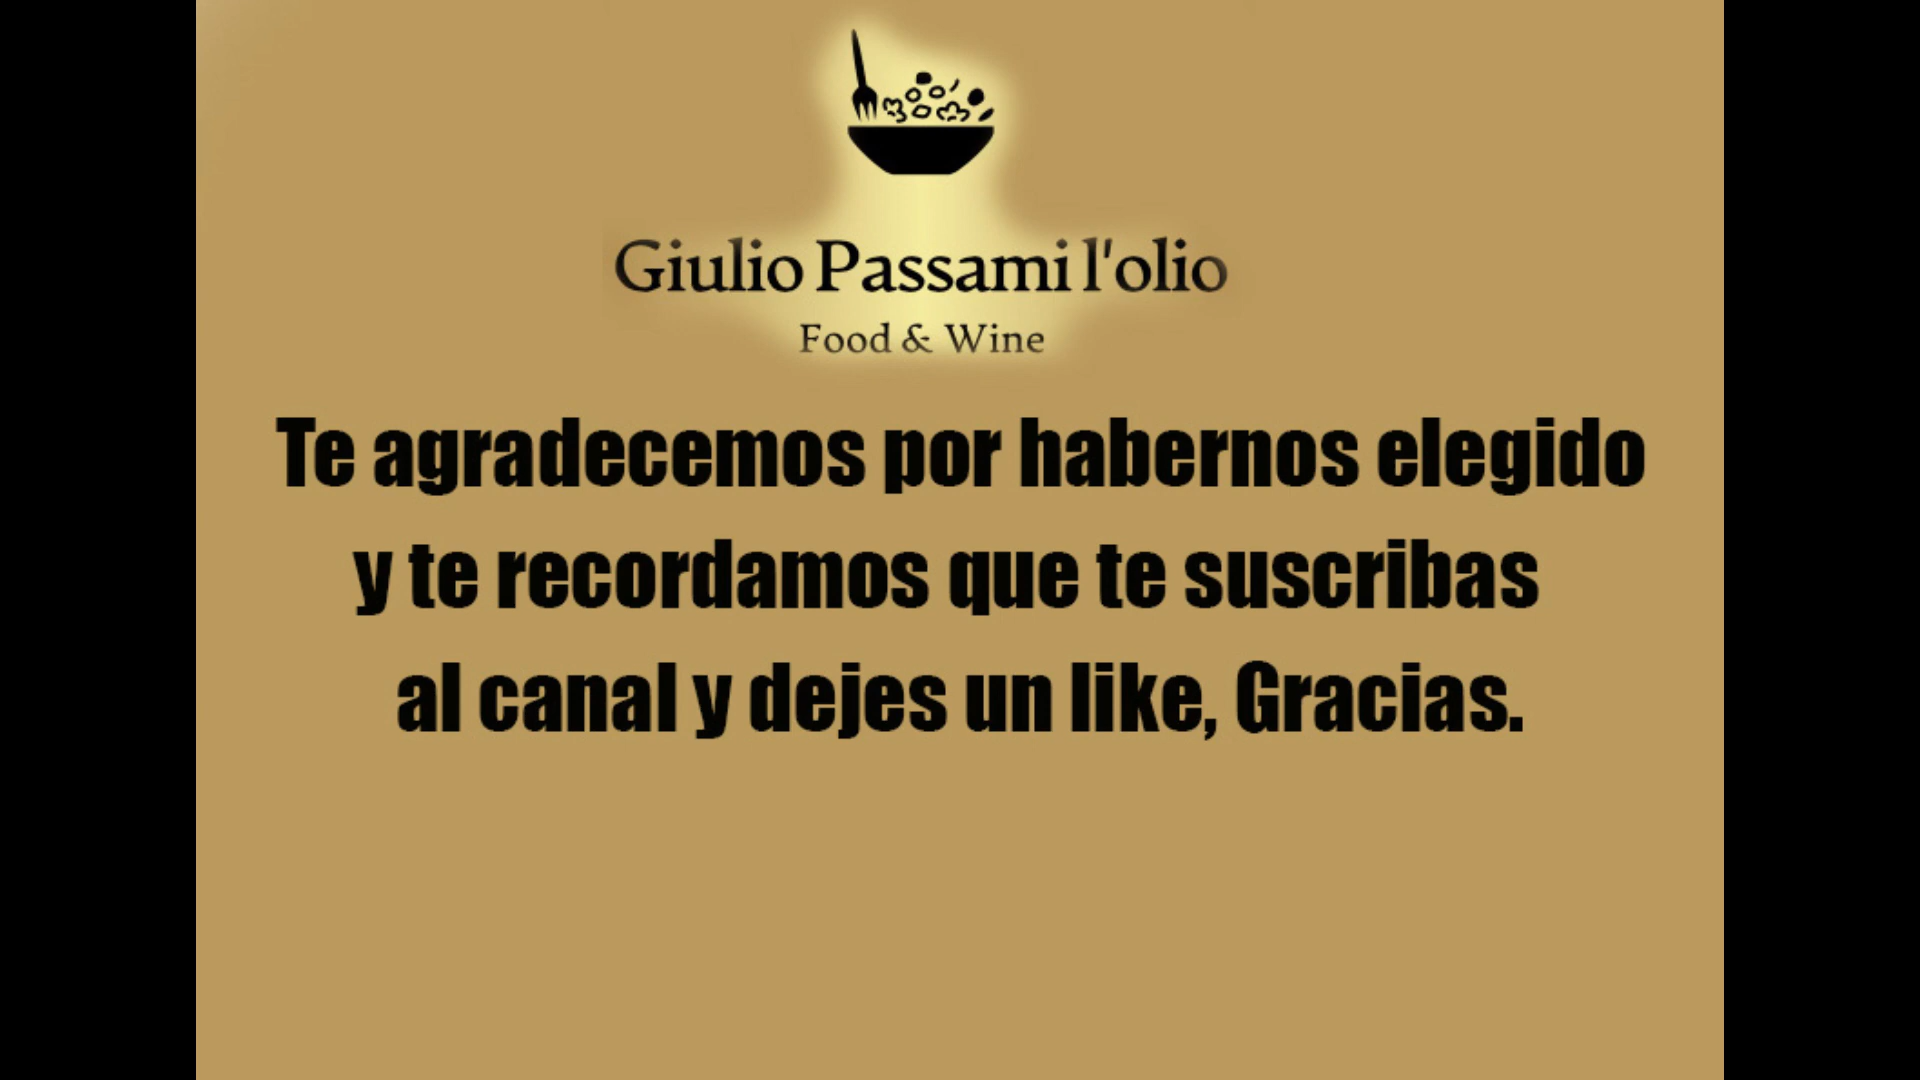 Giulio Passami l'olio
Food & Wine
Te agradecemos por habernos elegido
y te recordamos que te suscribas
al canal y dejes un like, Gracias.